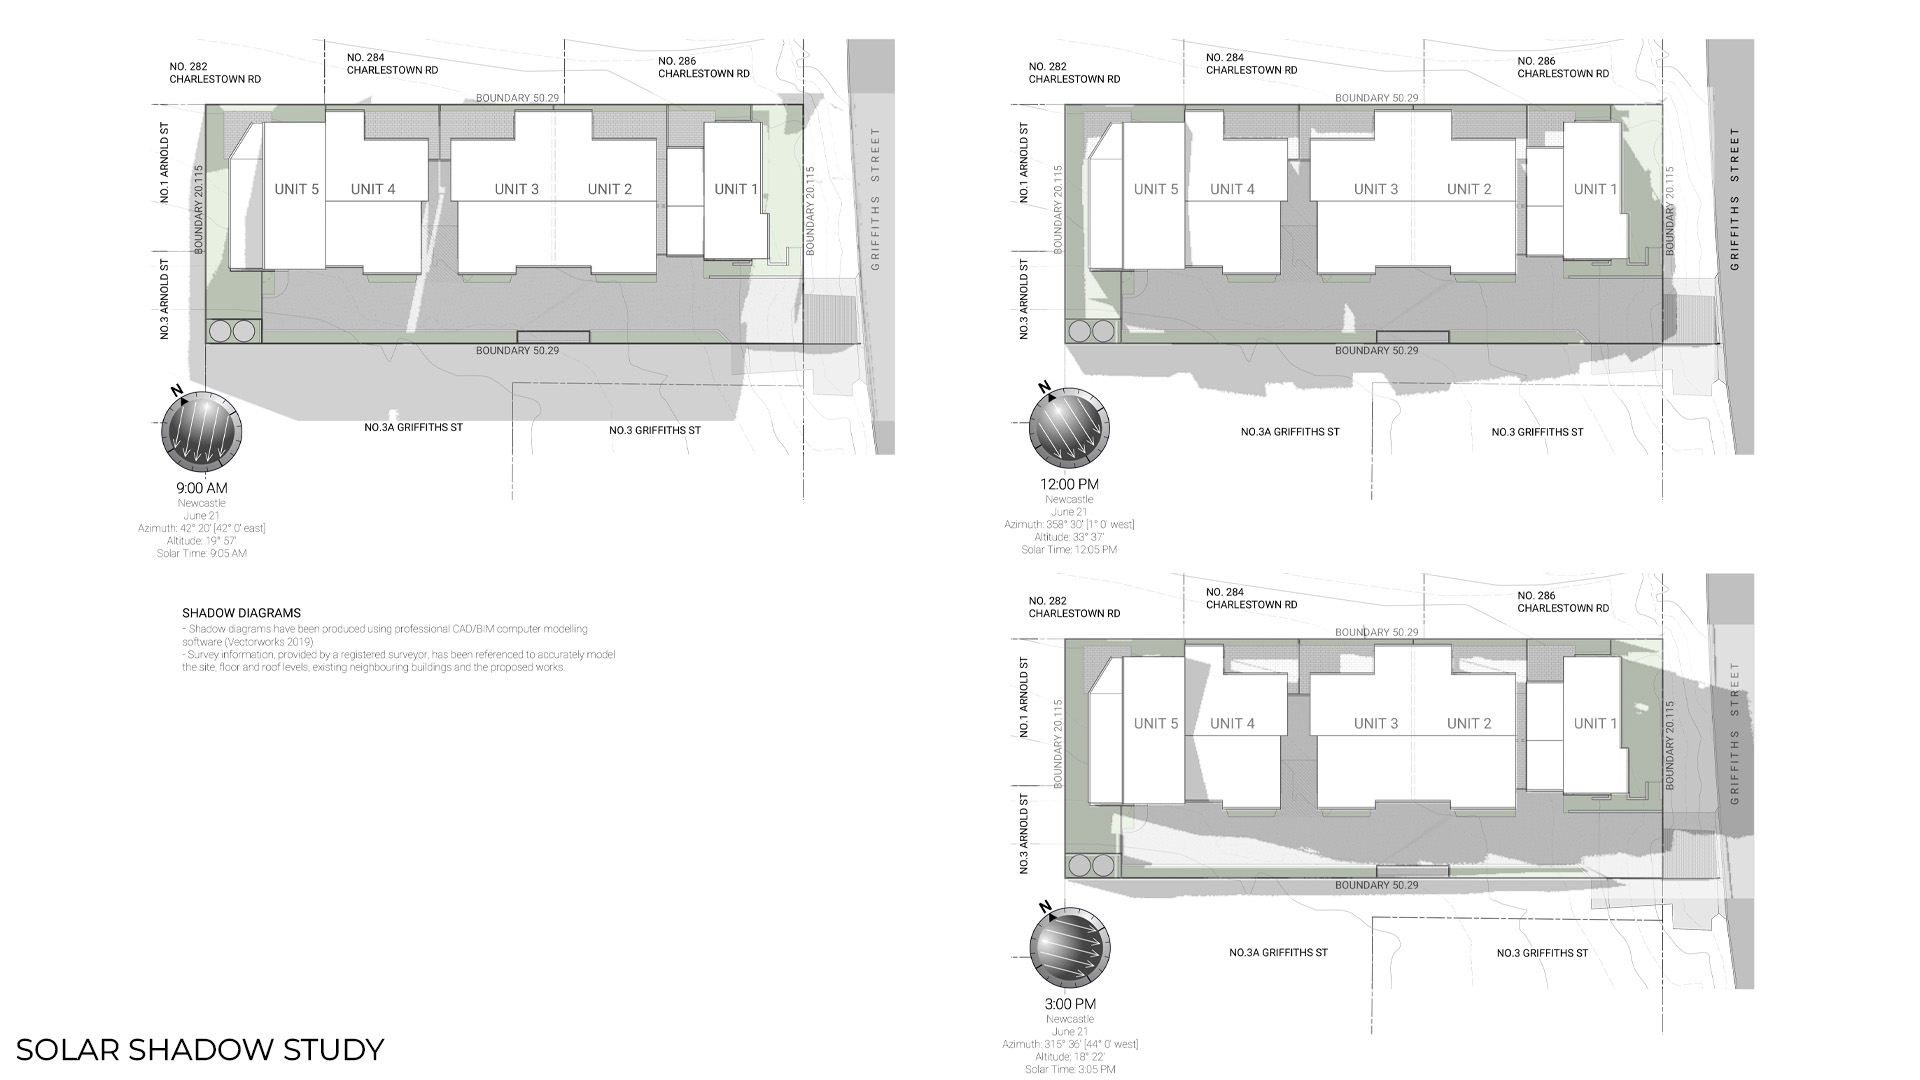 NO. 282
CHARLESTOWN RD
NO. 284
CHARLESTOWN RD
NO. 286
CHARLESTOWN RD
BOUNDARY 50.29
NO.1 ARNOLD ST
NO.3 ARNOLD ST
BOUNDARY 20.115
UNIT 5
UNIT 4
UNIT 3
UNIT 2
UNIT 1
BOUNDARY 20.115
GRIFFITHS STREET
BOUNDARY 50.29
NO.3A GRIFFITHS ST
NO.3 GRIFFITHS ST
N
9:00 AM
Newcastle
June 21
Azimuth: 42° 20' [42° 0' east]
Altitude: 19° 57'
Solar Time: 9:05 AM
NO. 282
CHARLESTOWN RD
NO. 284
CHARLESTOWN RD
NO. 286
CHARLESTOWN RD
BOUNDARY 50.29
NO.1 ARNOLD ST
NO.3 ARNOLD ST
BOUNDARY 20.115
UNIT 5
UNIT 4
UNIT 3
UNIT 2
UNIT 1
BOUNDARY 20.115
GRIFFITHS STREET
BOUNDARY 50.29
NO.3A GRIFFITHS ST
NO.3 GRIFFITHS ST
N
12:00 PM
Newcastle
June 21
Azimuth: 358° 30' [1° 0' west]
Altitude: 33° 37'
Solar Time: 12:05 PM
SHADOW DIAGRAMS
- Shadow diagrams have been produced using professional CAD/BIM computer modelling
software (Vectorworks 2019).
- Survey information, provided by a registered surveyor, has been referenced to accurately model
the site, floor and roof levels, existing neighbouring buildings and the proposed works.
NO. 282
CHARLESTOWN RD
NO. 284
CHARLESTOWN RD
NO. 286
CHARLESTOWN RD
BOUNDARY 50.29
NO.1 ARNOLD ST
NO.3 ARNOLD ST
BOUNDARY 20.115
UNIT 5
UNIT 4
UNIT 3
UNIT 2
UNIT 1
BOUNDARY 20.115
GRIFFITHS STREET
BOUNDARY 50.29
NO.3A GRIFFITHS ST
NO.3 GRIFFITHS ST
N
3:00 PM
Newcastle
June 21
Azimuth: 315° 36' [44° 0' west]
Altitude: 18° 22'
Solar Time: 3:05 PM
SOLAR SHADOW STUDY